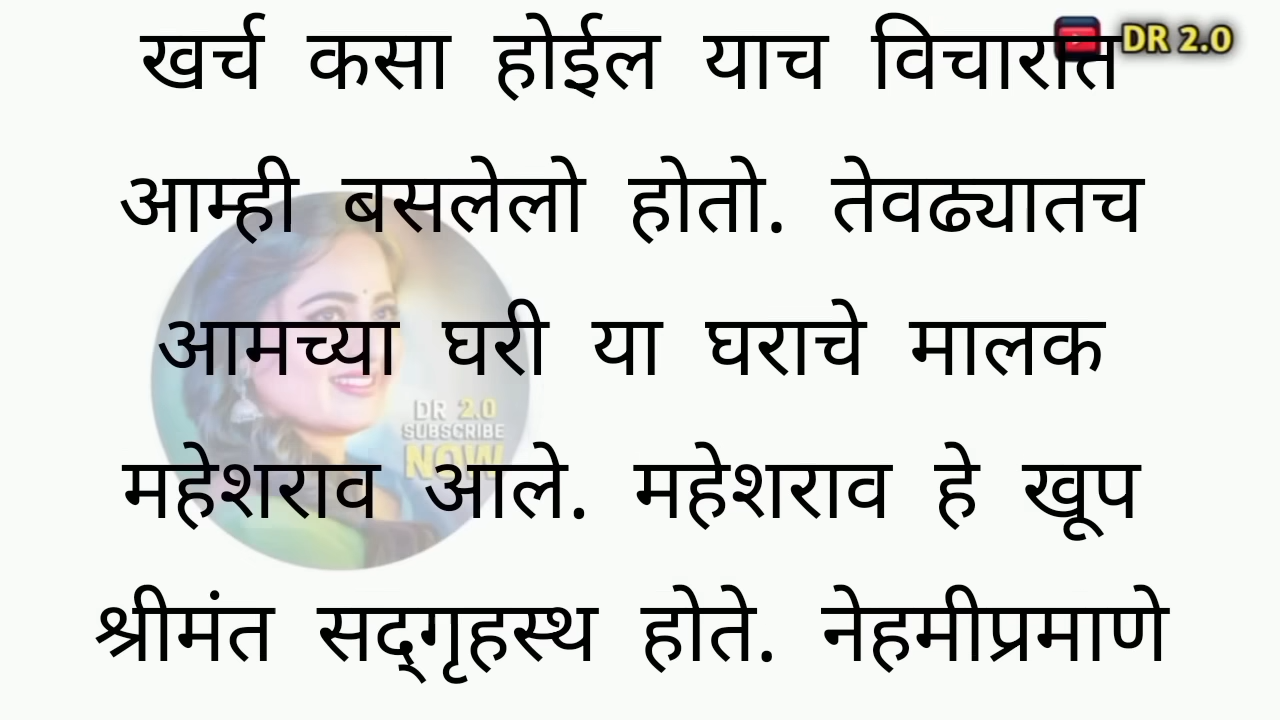 खर्च कसा होईल याच विचारात
DR 2.0
आम्ही बसलेलो होतो. तेवढ्यातच
आमच्या घरी या घराचे मालक
DR 2.0
SUBSCRIBE
NOW
महेशराव आले. महेशराव हे खूप
श्रीमंत सद्‌गृहस्थ होते. नेहमीप्रमाणे